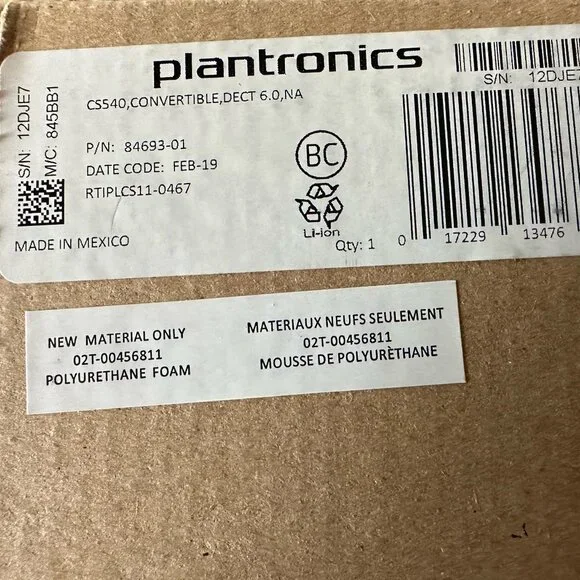 plantronics
CS540,CONVERTIBLE,DECT 6.0,NA
S/N: 12DJE7
M/C: 845BB1
P/N: 84693-01
DATE CODE: FEB-19
RTIPLCS11-0467
MADE IN MEXICO
BC
Li-ion
Qty: 1
S/N: 12DJE7
0 17229 13476
NEW MATERIAL ONLY
02T-00456811
POLYURETHANE FOAM
MATERIAUX NEUFS SEULEMENT
02T-00456811
MOUSSE DE POLYURÈTHANE